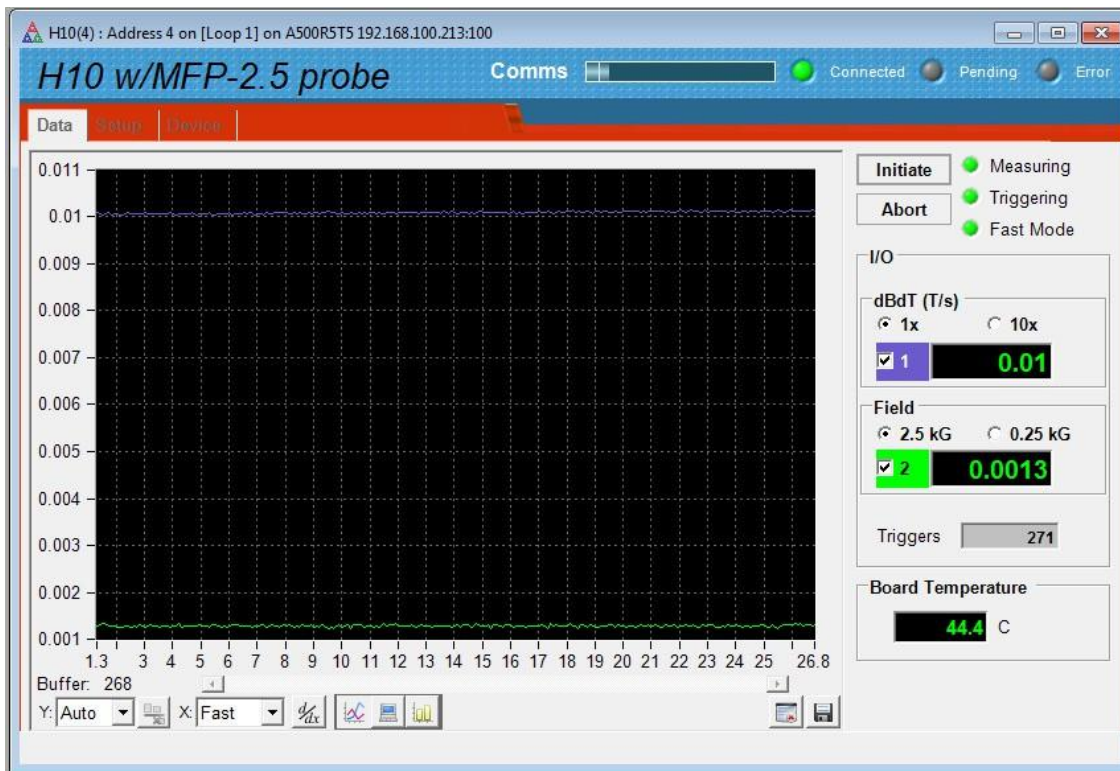 H10(4) : Address 4 on [Loop 1] on A500R5T5 192.168.100.213:100
H10 w/MFP-2.5 probe
Comms
Connected
Pending
Error
Data
Setup
Device
0.011
0.01
0.009
0.008
0.007
0.006
0.005
0.004
0.003
0.002
0.001
1.3 3 4 5 6 7 8 9 10 11 12 13 14 15 16 17 18 19 20 21 22 23 24 25 26.8
Buffer: 268
Y: Auto X: Fast d/dx
Initiate
Measuring
Triggering
Abort
Fast Mode
I/O
dBdT (T/s)
1x 10x
1 0.01
Field
2.5 kG 0.25 kG
2 0.0013
Triggers 271
Board Temperature
44.4 C